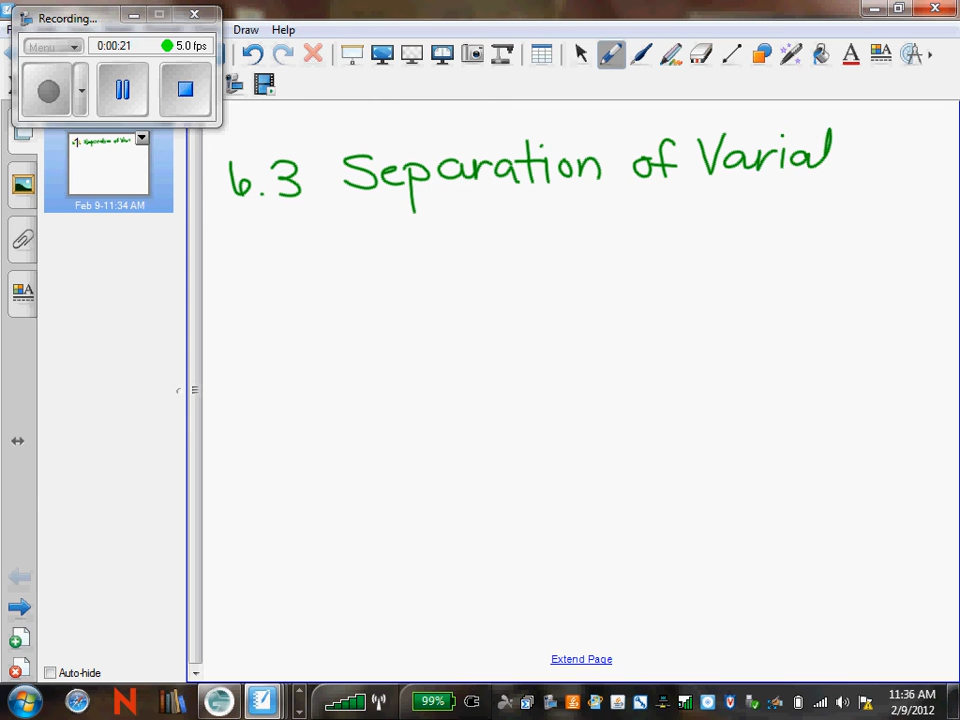 Recording...
Menu
0:00:21
5.0 fps
Draw Help
6.3 Separation of Varial
Feb 9-11:34 AM
Extend Page
Auto-hide
99%
11:36 AM
2/9/2012